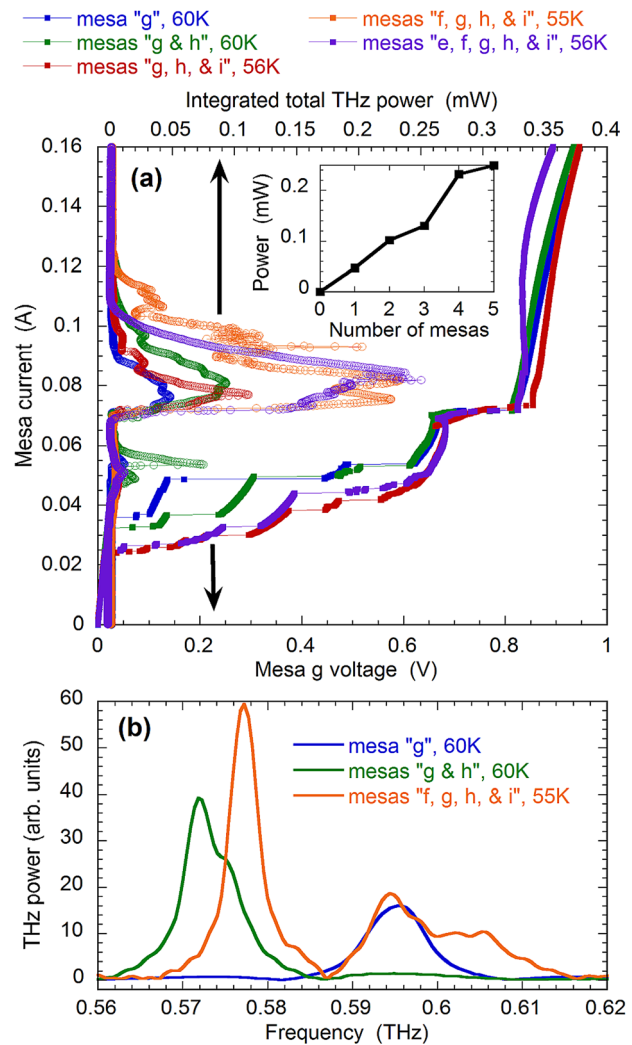 mesa "g", 60K
mesas "g & h", 60K
mesas "g, h, & i", 56K
mesas "f, g, h, & i", 55K
mesas "e, f, g, h, & i", 56K
Integrated total THz power (mW)
0 0.05 0.1 0.15 0.2 0.25 0.3 0.35 0.4
(a)
Mesa current (A)
0.16
0.14
0.12
0.1
0.08
0.06
0.04
0.02
0
Power (mW)
0.2
0.1
0
0 1 2 3 4 5
Number of mesas
0 0.2 0.4 0.6 0.8 1
Mesa g voltage (V)
(b)
mesa "g", 60K
mesas "g & h", 60K
mesas "f, g, h, & i", 55K
THz power (arb. units)
60
50
40
30
20
10
0
0.56 0.57 0.58 0.59 0.6 0.61 0.62
Frequency (THz)